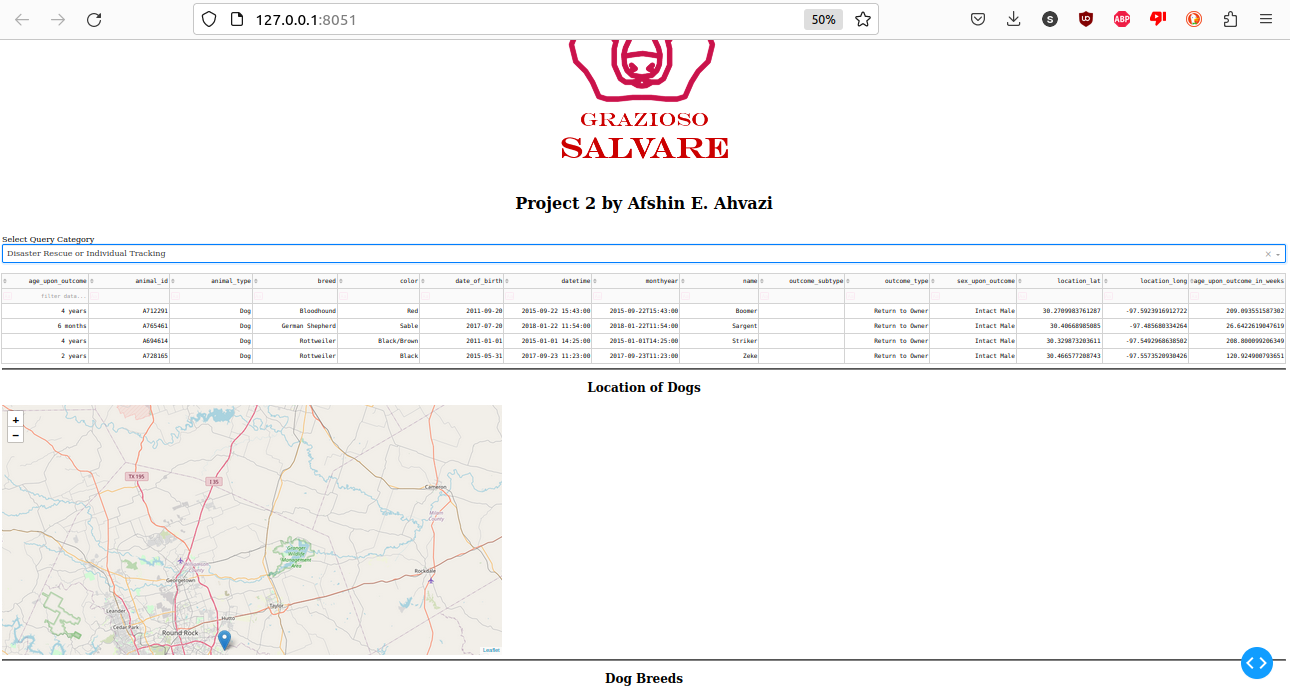 127.0.0.1:8051
50%
S
UO
ABP
GRAZIOSO
SALVARE
Project 2 by Afshin E. Ahvazi
Select Query Category
Disaster Rescue or Individual Tracking
age_upon_outcome animal_id animal_type breed color date_of_birth datetime monthyear name outcome_subtype outcome_type sex_upon_outcome location_lat location_long age_upon_outcome_in_weeks
filter data...
4 years A712291 Dog Bloodhound Red 2011-09-20 2015-09-22 15:43:00 2015-09-22T15:43:00 Boomer Return to Owner Intact Male 30.2709983761287 -97.5923916912722 209.093551587302
6 months A765461 Dog German Shepherd Sable 2017-07-20 2018-01-22 11:54:00 2018-01-22T11:54:00 Sargent Return to Owner Intact Male 30.40668985085 -97.485680334264 26.6422619047619
4 years A694614 Dog Rottweiler Black/Brown 2011-01-01 2015-01-01 14:25:00 2015-01-01T14:25:00 Striker Return to Owner Intact Male 30.329873203611 -97.5492968638502 208.800099206349
2 years A728165 Dog Rottweiler Black 2015-05-31 2017-09-23 11:23:00 2017-09-23T11:23:00 Zeke Return to Owner Intact Male 30.466577208743 -97.5573520930426 120.924900793651
Location of Dogs
+
−
TX 195
I 35
Cameron
Milam
County
Granger
Wildlife
Management
Area
Georgetown
Rockdale
Leander
Taylor
Hutto
Cedar Park
Round Rock
Leaflet
Dog Breeds